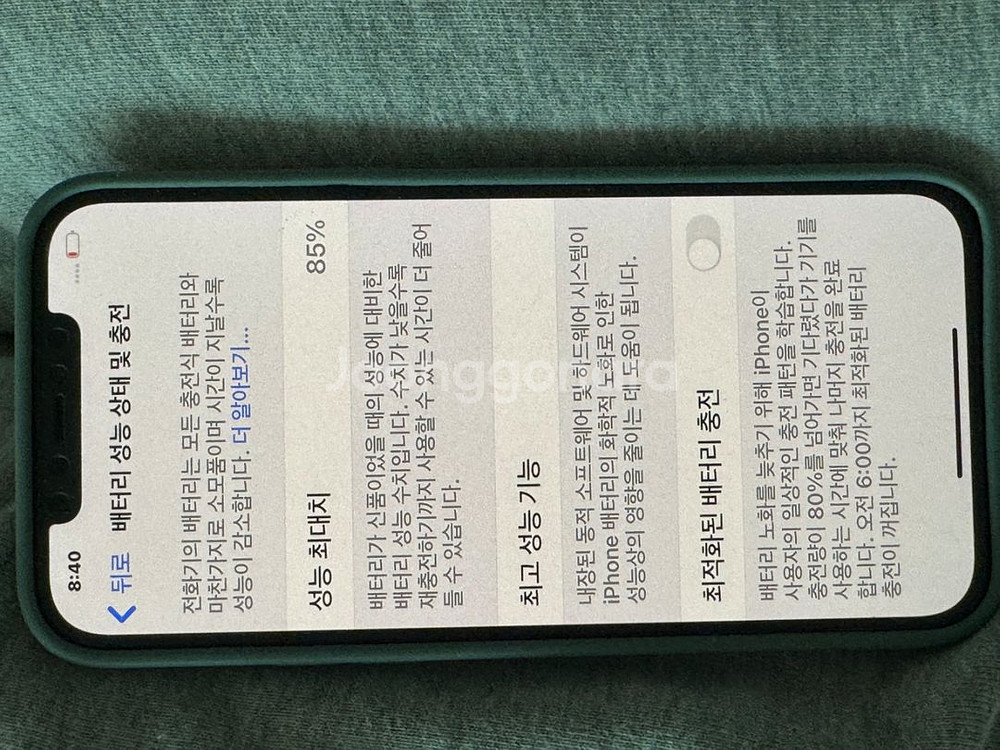 8:40
뒤로
배터리 성능 상태 및 충전
전화기의 배터리는 모든 충전식 배터리와
마찬가지로 소모품이며 시간이 지날수록
성능이 감소합니다. 더 알아보기...
성능 최대치 85%
배터리가 신품이었을 때의 성능에 대비한
배터리 성능 수치입니다. 수치가 낮을수록
재충전하기까지 사용할 수 있는 시간이 더 줄어
들 수 있습니다.
최고 성능 기능
내장된 동적 소프트웨어 및 하드웨어 시스템이
iPhone 배터리의 화학적 노화로 인한
성능상의 영향을 줄이는 데 도움이 됩니다.
최적화된 배터리 충전
배터리 노화를 늦추기 위해 iPhone이
사용자의 일상적인 충전 패턴을 학습합니다.
충전량이 80%를 넘어가면 기다렸다가 기기를
사용하는 시간에 맞춰 나머지 충전을 완료
합니다. 오전 6:00까지 최적화된 배터리
충전이 꺼집니다.
Joonggonara